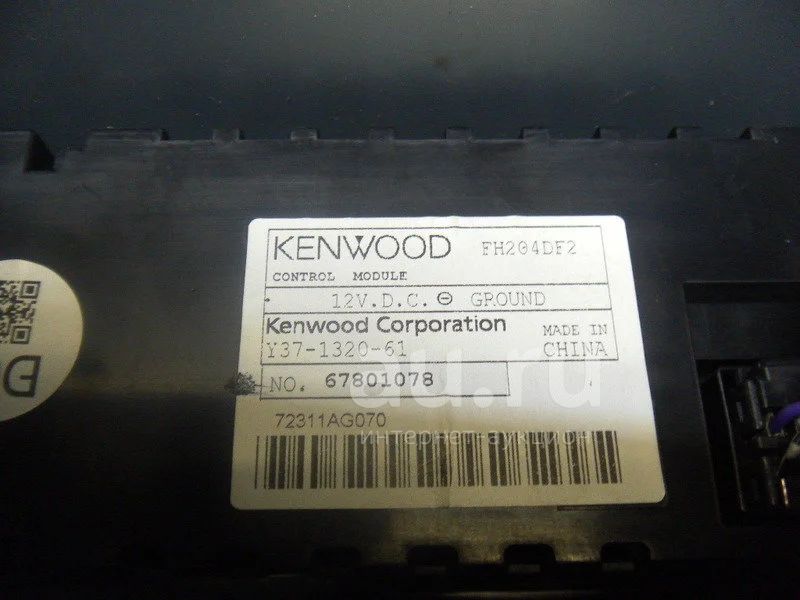 KENWOOD FH204DF2
CONTROL MODULE
12V.D.C. ⊖ GROUND
Kenwood Corporation
MADE IN
Y37-1320-61
CHINA
NO. 67801078
72311AG070
au.ru
интернет-аукцион